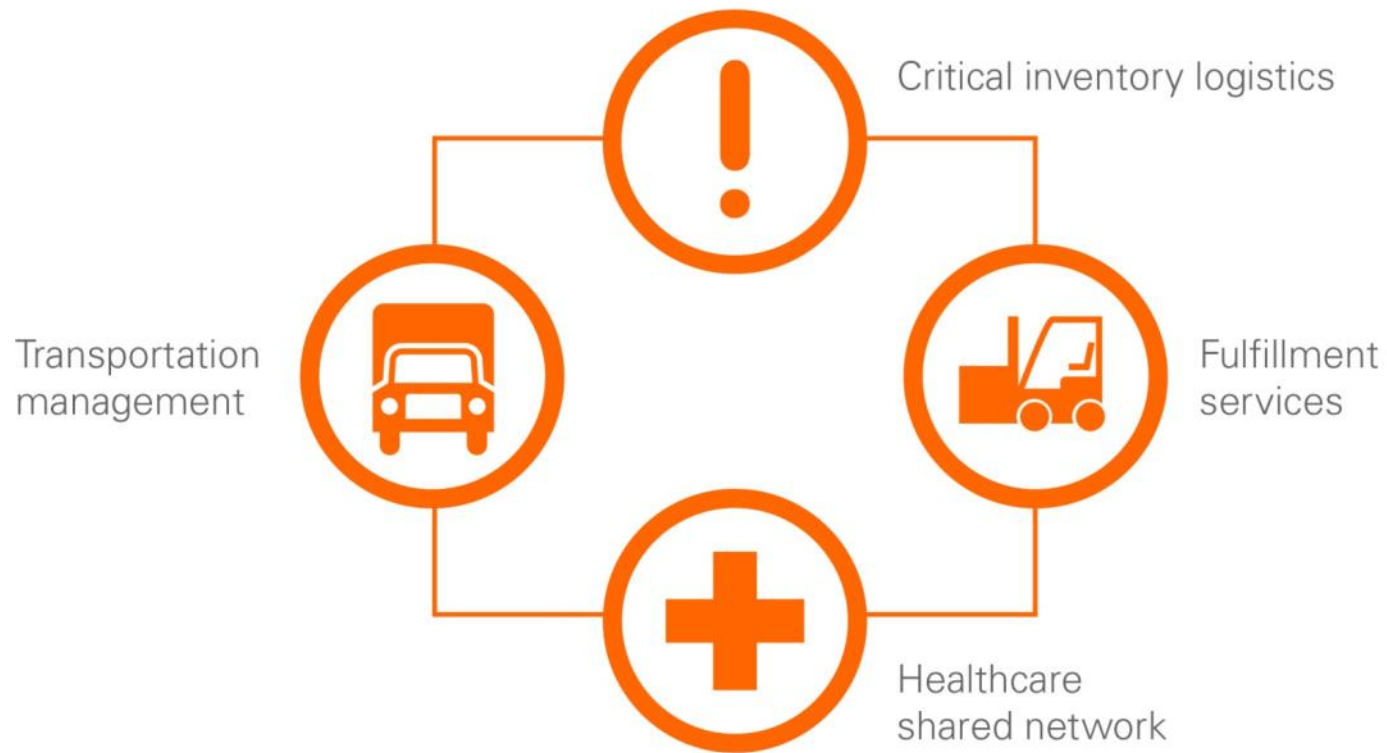 Critical inventory logistics
Transportation
management
Fulfillment
services
Healthcare
shared network